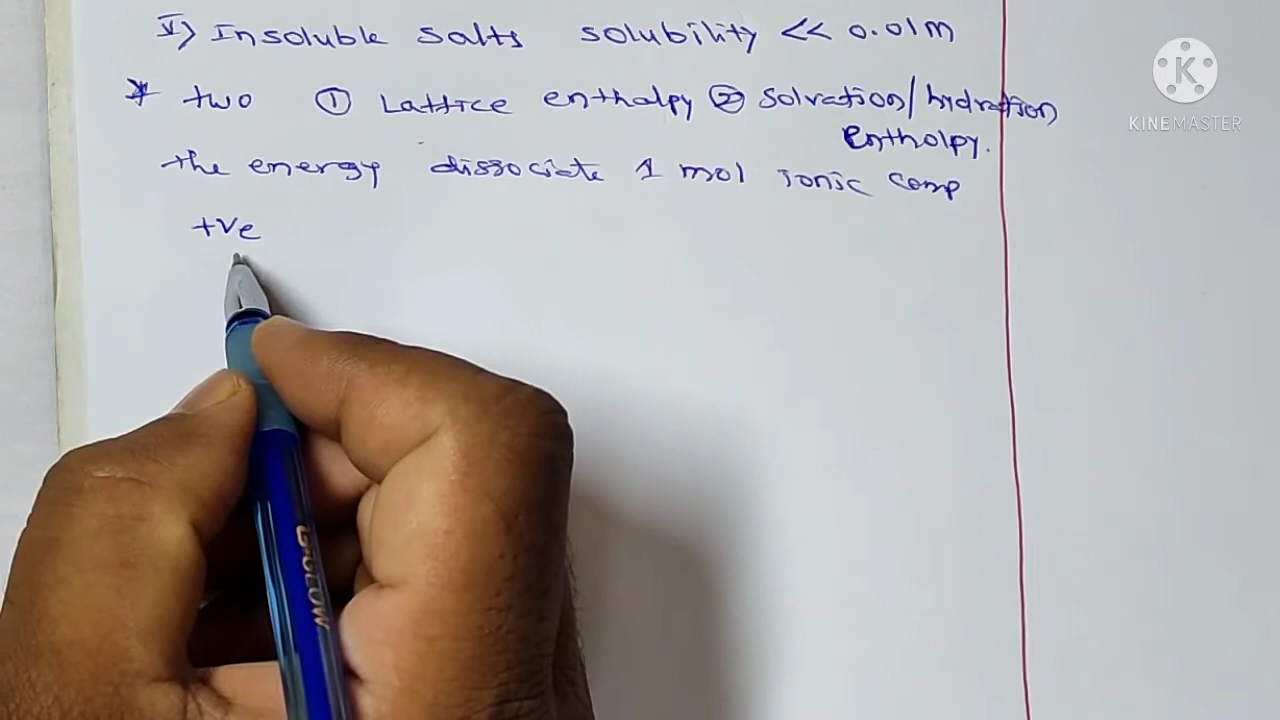 I) Insoluble salts solubility << 0.01M
* two ① Lattice enthalpy ② solvation/hydration
enthalpy.
the energy dissociate 1 mol ionic comp
+ve
K
KINEMASTER